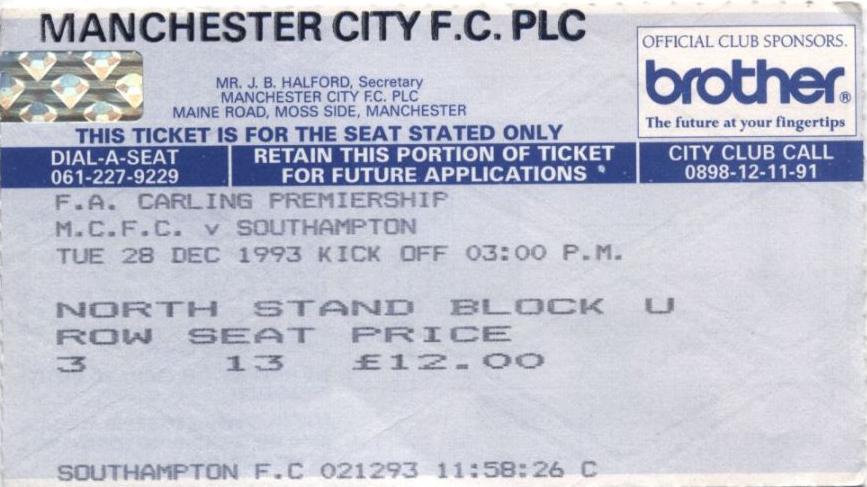 MANCHESTER CITY F.C. PLC
OFFICIAL CLUB SPONSORS.
brother®
The future at your fingertips
MR. J. B. HALFORD, Secretary
MANCHESTER CITY F.C. PLC
MAINE ROAD, MOSS SIDE, MANCHESTER
THIS TICKET IS FOR THE SEAT STATED ONLY
DIAL-A-SEAT
061-227-9229
RETAIN THIS PORTION OF TICKET
FOR FUTURE APPLICATIONS
CITY CLUB CALL
0898-12-11-91
F.A. CARLING PREMIERSHIP
M.C.F.C. v SOUTHAMPTON
TUE 28 DEC 1993 KICK OFF 03:00 P.M.
NORTH STAND BLOCK U
ROW SEAT PRICE
3 13 £12.00
SOUTHAMPTON F.C 021293 11:58:26 C